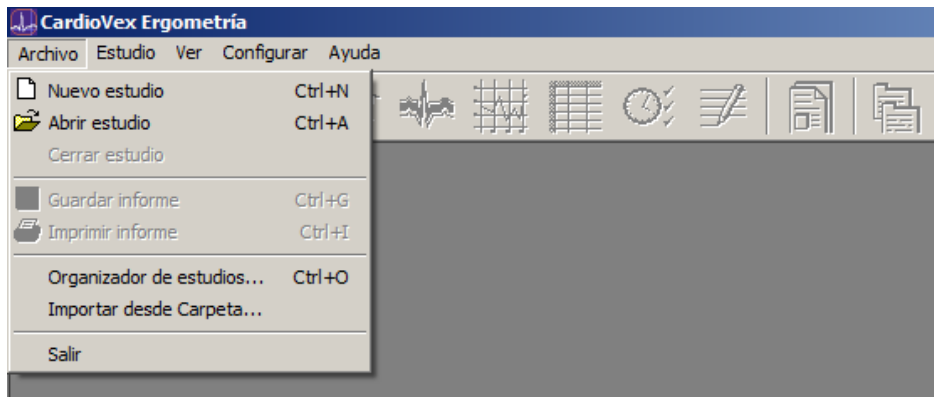 CardioVex Ergometría
Archivo Estudio Ver Configurar Ayuda
Nuevo estudio Ctrl+N
Abrir estudio Ctrl+A
Cerrar estudio
Guardar informe Ctrl+G
Imprimir informe Ctrl+I
Organizador de estudios... Ctrl+O
Importar desde Carpeta...
Salir